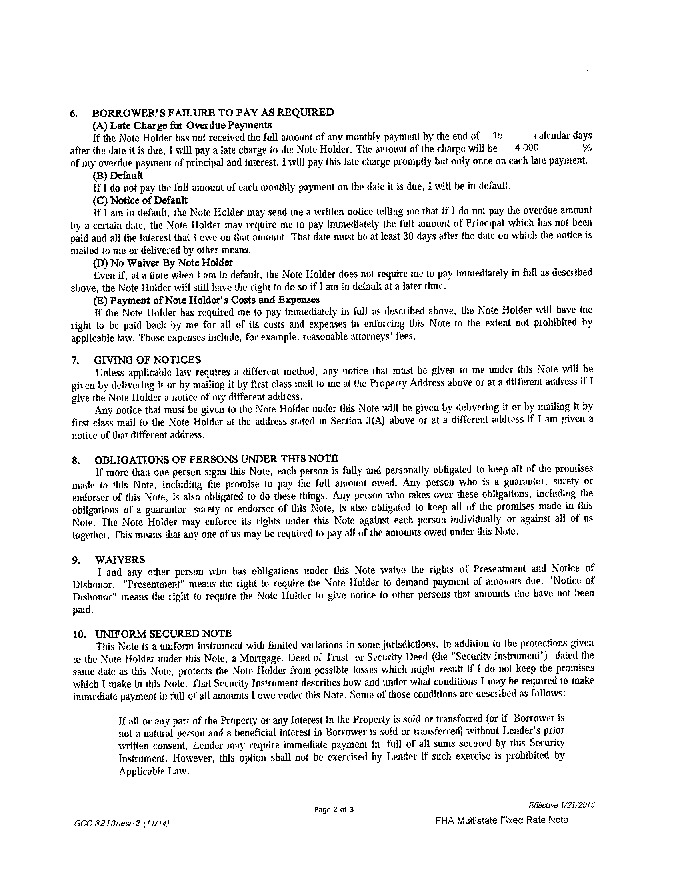 6. BORROWER'S FAILURE TO PAY AS REQUIRED
(A) Late Charge for Overdue Payments
If the Note Holder has not received the full amount of any monthly payment by the end of calendar days
after the date it is due, I will pay a late charge to the Note Holder. The amount of the charge will be 4.000 %
of my overdue payment of principal and interest. I will pay this late charge promptly but only once on each late payment.
(B) Default
If I do not pay the full amount of each monthly payment on the date it is due, I will be in default.
(C) Notice of Default
If I am in default, the Note Holder may send me a written notice telling me that if I do not pay the overdue amount
by a certain date, the Note Holder may require me to pay immediately the full amount of Principal which has not been
paid and all the interest that I owe on that amount. That date must be at least 30 days after the date on which the notice is
mailed to me or delivered by other means.
(D) No Waiver By Note Holder
Even if, at a time when I am in default, the Note Holder does not require me to pay immediately in full as described
above, the Note Holder will still have the right to do so if I am in default at a later time.
(E) Payment of Note Holder's Costs and Expenses
If the Note Holder has required me to pay immediately in full as described above, the Note Holder will have the
right to be paid back by me for all of its costs and expenses in enforcing this Note to the extent not prohibited by
applicable law. Those expenses include, for example, reasonable attorneys' fees.
7. GIVING OF NOTICES
Unless applicable law requires a different method, any notice that must be given to me under this Note will be
given by delivering it or by mailing it by first class mail to me at the Property Address above or at a different address if I
give the Note Holder a notice of my different address.
Any notice that must be given to the Note Holder under this Note will be given by delivering it or by mailing it by
first class mail to the Note Holder at the address stated in Section 3(A) above or at a different address if I am given a
notice of that different address.
8. OBLIGATIONS OF PERSONS UNDER THIS NOTE
If more than one person signs this Note, each person is fully and personally obligated to keep all of the promises
made in this Note, including the promise to pay the full amount owed. Any person who is a guarantor, surety or
endorser of this Note, is also obligated to do these things. Any person who takes over these obligations, including the
obligations of a guarantor surety or endorser of this Note, is also obligated to keep all of the promises made in this
Note. The Note Holder may enforce its rights under this Note against each person individually or against all of us
together. This means that any one of us may be required to pay all of the amounts owed under this Note.
9. WAIVERS
I and any other person who has obligations under this Note waive the rights of Presentment and Notice of
Dishonor. "Presentment" means the right to require the Note Holder to demand payment of amounts due. "Notice of
Dishonor" means the right to require the Note Holder to give notice to other persons that amounts due have not been
paid.
10. UNIFORM SECURED NOTE
This Note is a uniform instrument with limited variations in some jurisdictions. In addition to the protections given
to the Note Holder under this Note, a Mortgage, Deed of Trust or Security Deed (the "Security Instrument") dated the
same date as this Note, protects the Note Holder from possible losses which might result if I do not keep the promises
which I make in this Note. That Security Instrument describes how and under what conditions I may be required to make
immediate payment in full of all amounts I owe under this Note. Some of those conditions are described as follows:
If all or any part of the Property or any Interest in the Property is sold or transferred (or if Borrower is
not a natural person and a beneficial interest in Borrower is sold or transferred) without Lender's prior
written consent, Lender may require immediate payment in full of all sums secured by this Security
Instrument. However, this option shall not be exercised by Lender if such exercise is prohibited by
Applicable Law.
Page 2 of 3
Effective
GCC
FHA Multistate Fixed Rate Note